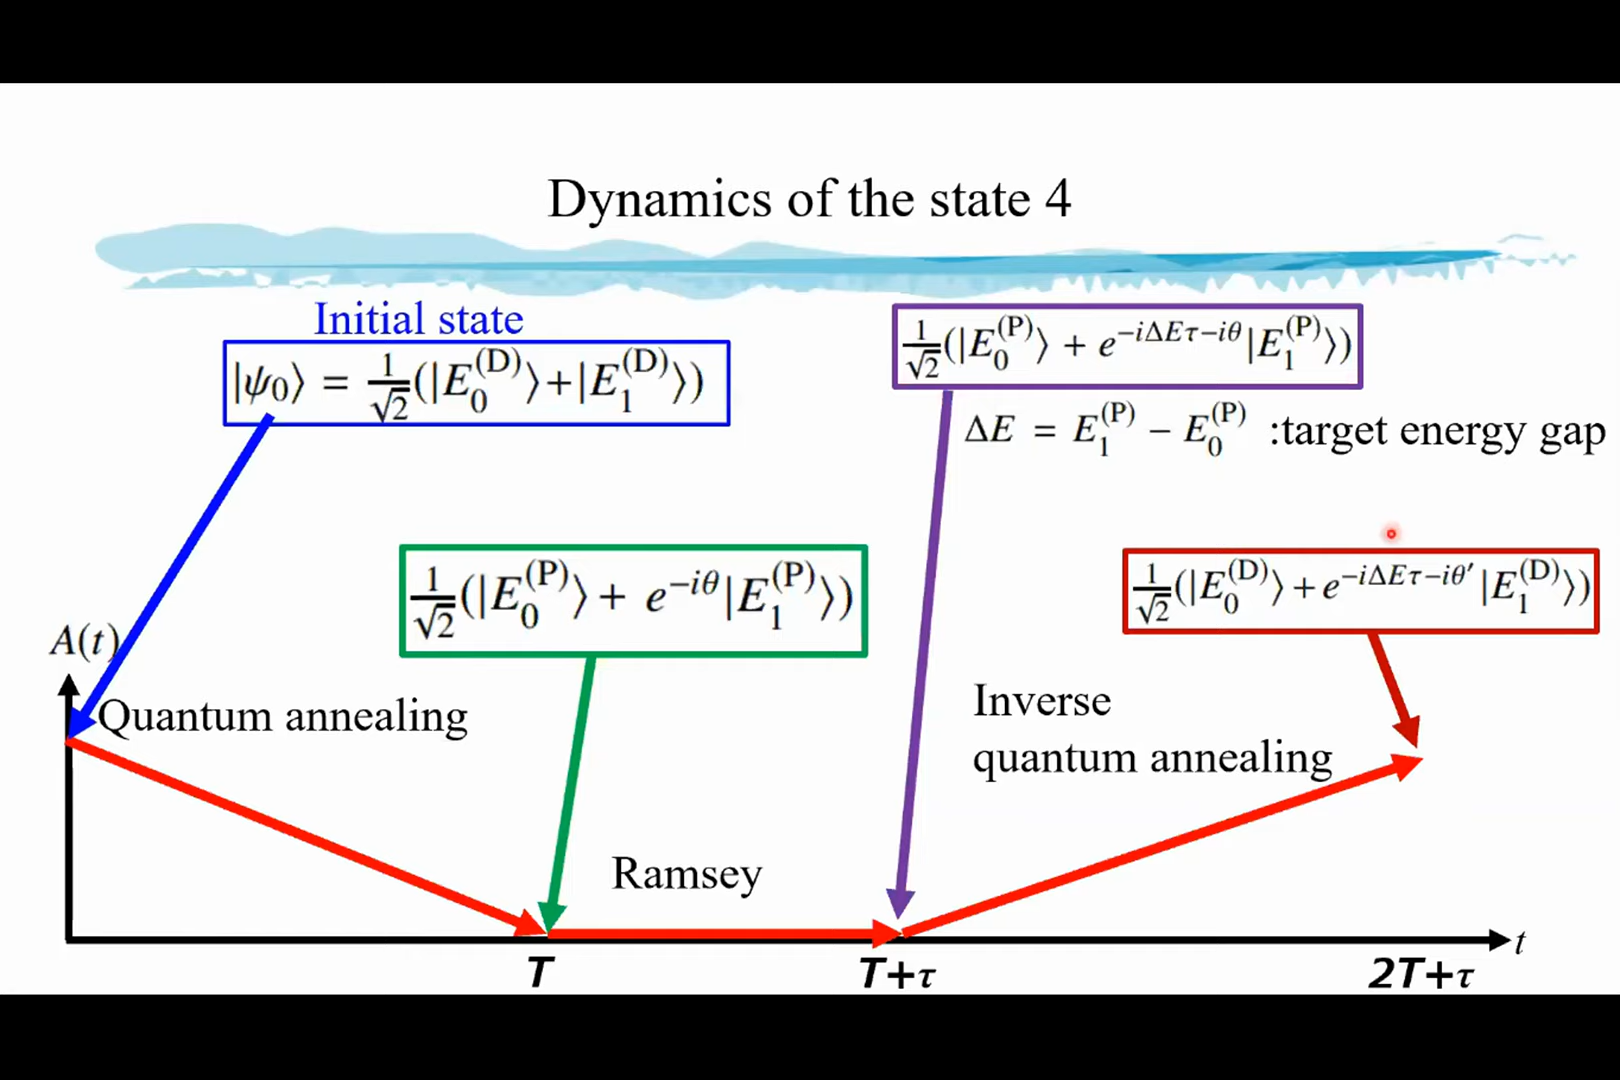 Dynamics of the state 4
Initial state
|ψ₀⟩ = 1/√2(|E₀^(D)⟩+|E₁^(D)⟩)
1/√2(|E₀^(P)⟩ + e^{−iΔEτ−iθ}|E₁^(P)⟩)
ΔE = E₁^(P) − E₀^(P) :target energy gap
1/√2(|E₀^(P)⟩ + e^{−iθ}|E₁^(P)⟩)
1/√2(|E₀^(D)⟩ + e^{−iΔEτ−iθ′}|E₁^(D)⟩)
A(t)
Quantum annealing
Inverse
quantum annealing
Ramsey
t
T
T+τ
2T+τ